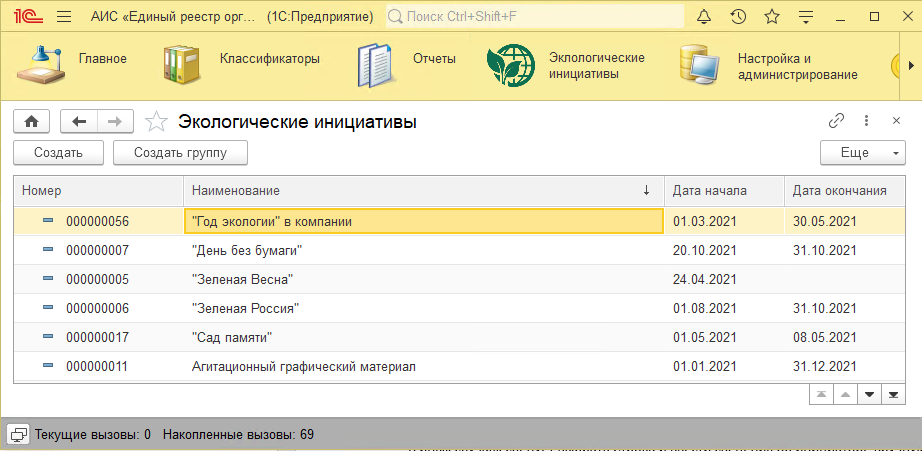 1С АИС «Единый реестр орг... (1С:Предприятие) Поиск Ctrl+Shift+F
Главное Классификаторы Отчеты Экплогические инициативы Настройка и администрирование
Экологические инициативы
Создать Создать группу Еще
Номер Наименование Дата начала Дата окончания
000000056 "Год экологии" в компании 01.03.2021 30.05.2021
000000007 "День без бумаги" 20.10.2021 31.10.2021
000000005 "Зеленая Весна" 24.04.2021
000000006 "Зеленая Россия" 01.08.2021 31.10.2021
000000017 "Сад памяти" 01.05.2021 08.05.2021
000000011 Агитационный графический материал 01.01.2021 31.12.2021
Текущие вызовы: 0 Накопленные вызовы: 69